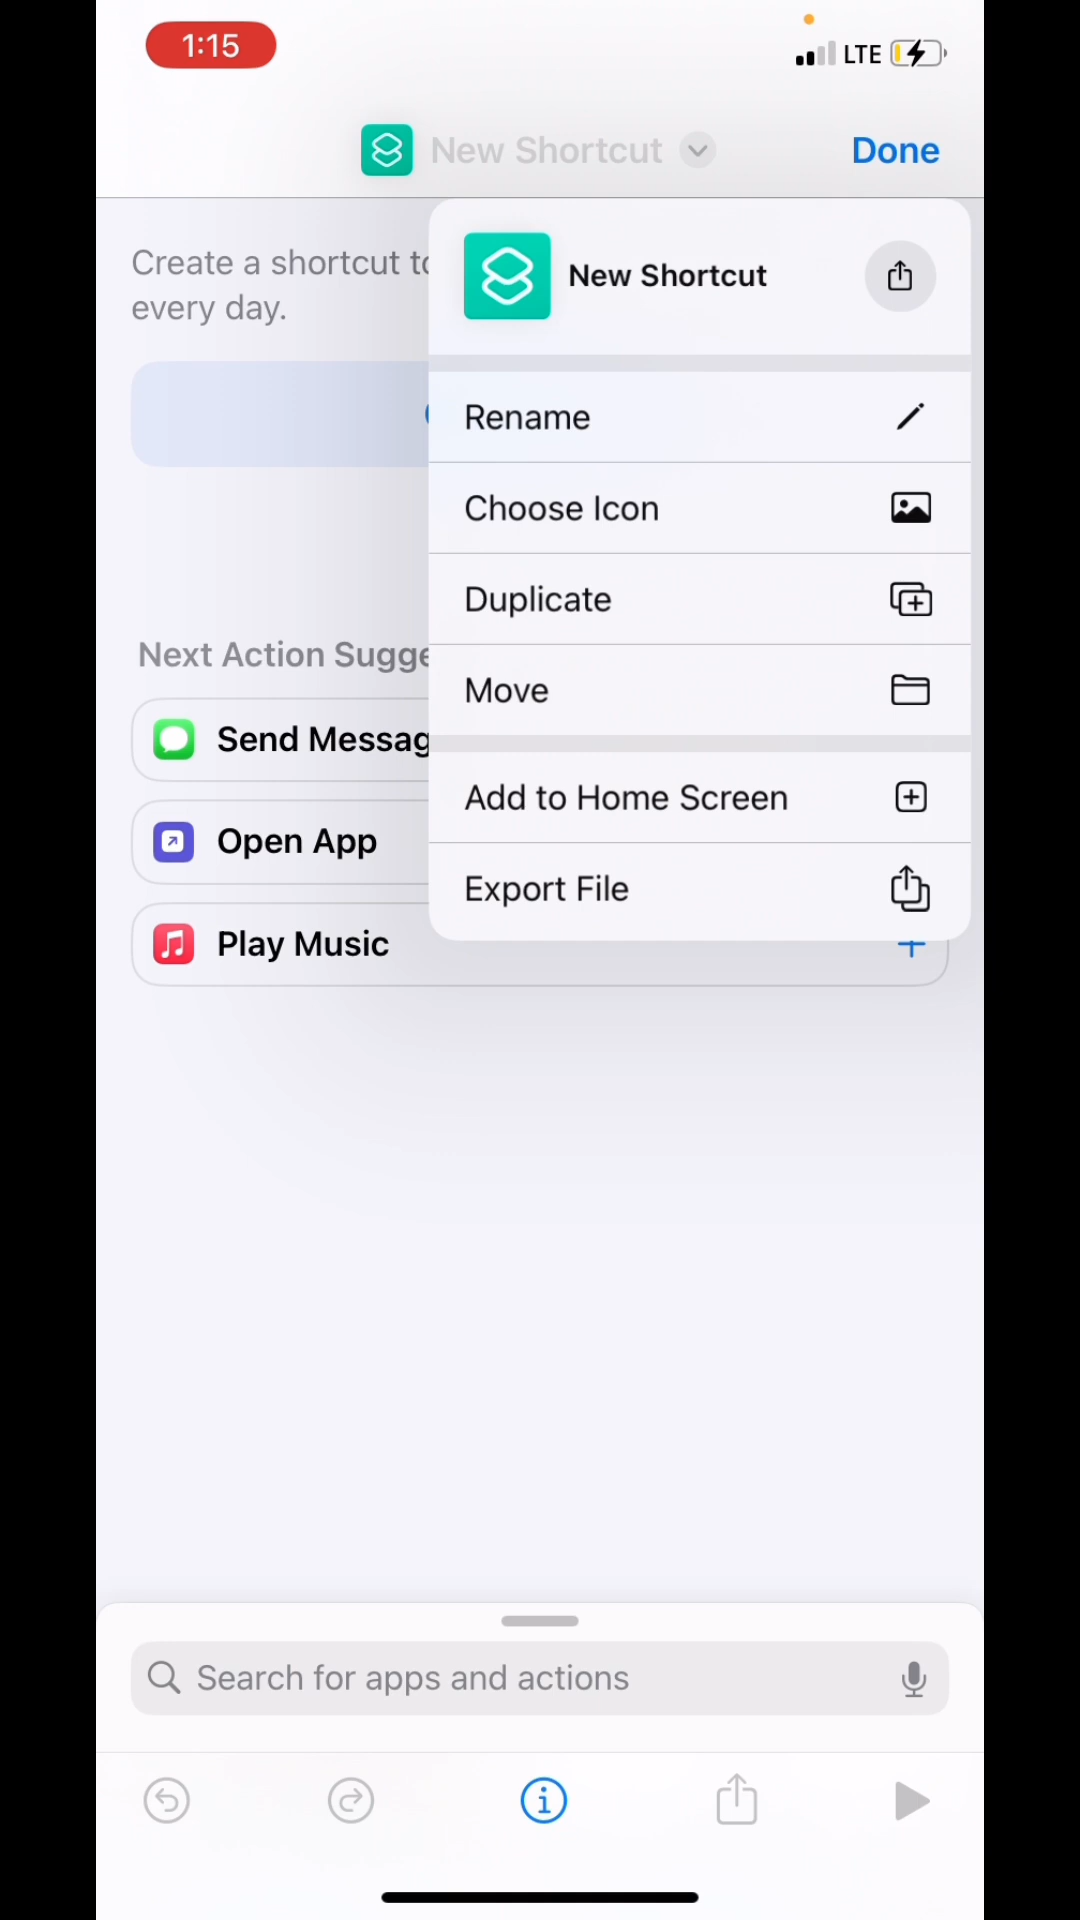 1:15
LTE
New Shortcut
Done
Create a shortcut to
every day.
New Shortcut
Rename
Choose Icon
Duplicate
Move
Add to Home Screen
Export File
Next Action Sugge
Send Messag
Open App
Play Music
Search for apps and actions